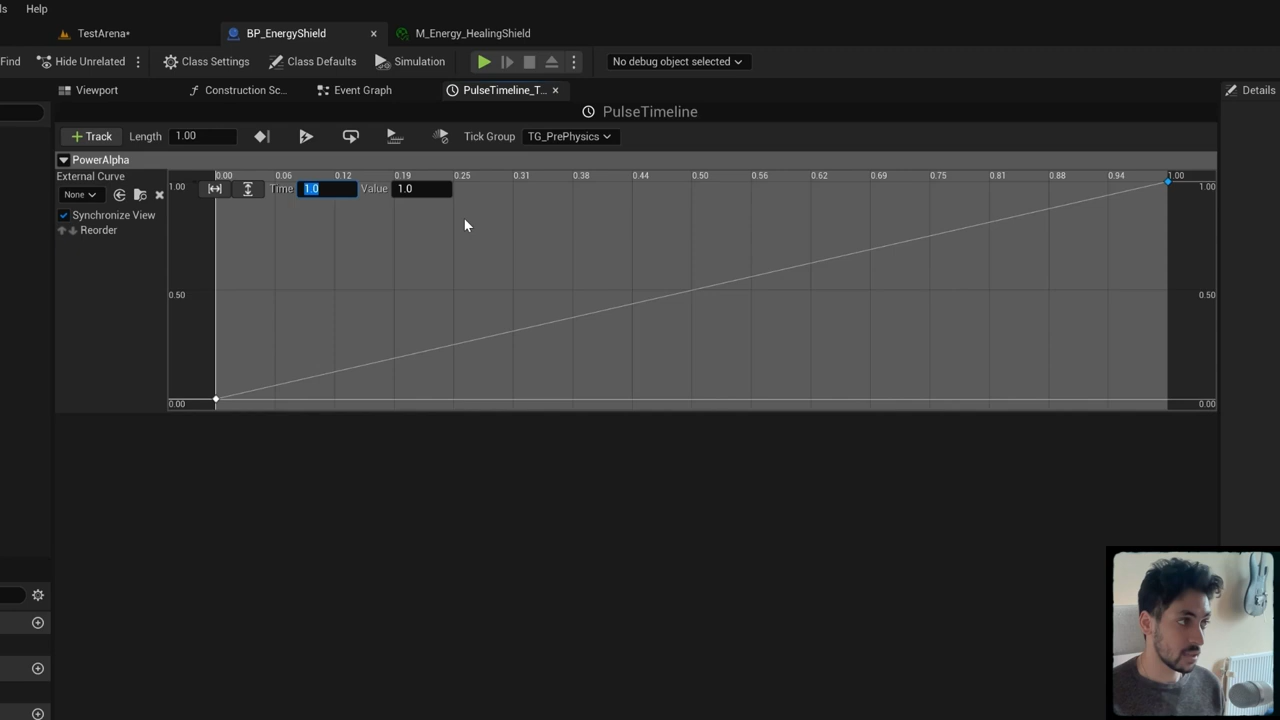 ls Help
TestArena* BP_EnergyShield M_Energy_HealingShield
Find Hide Unrelated Class Settings Class Defaults Simulation No debug object selected
Viewport Construction Sc... Event Graph PulseTimeline_T... Details
PulseTimeline
Track Length 1.00 Tick Group TG_PrePhysics
PowerAlpha
External Curve
None
Synchronize View
Reorder
0.00 0.06 0.12 0.19 0.25 0.31 0.38 0.44 0.50 0.56 0.62 0.69 0.75 0.81 0.88 0.94 1.00
1.00 Time 1.0 Value 1.0 1.00
0.50 0.50
0.00 0.00